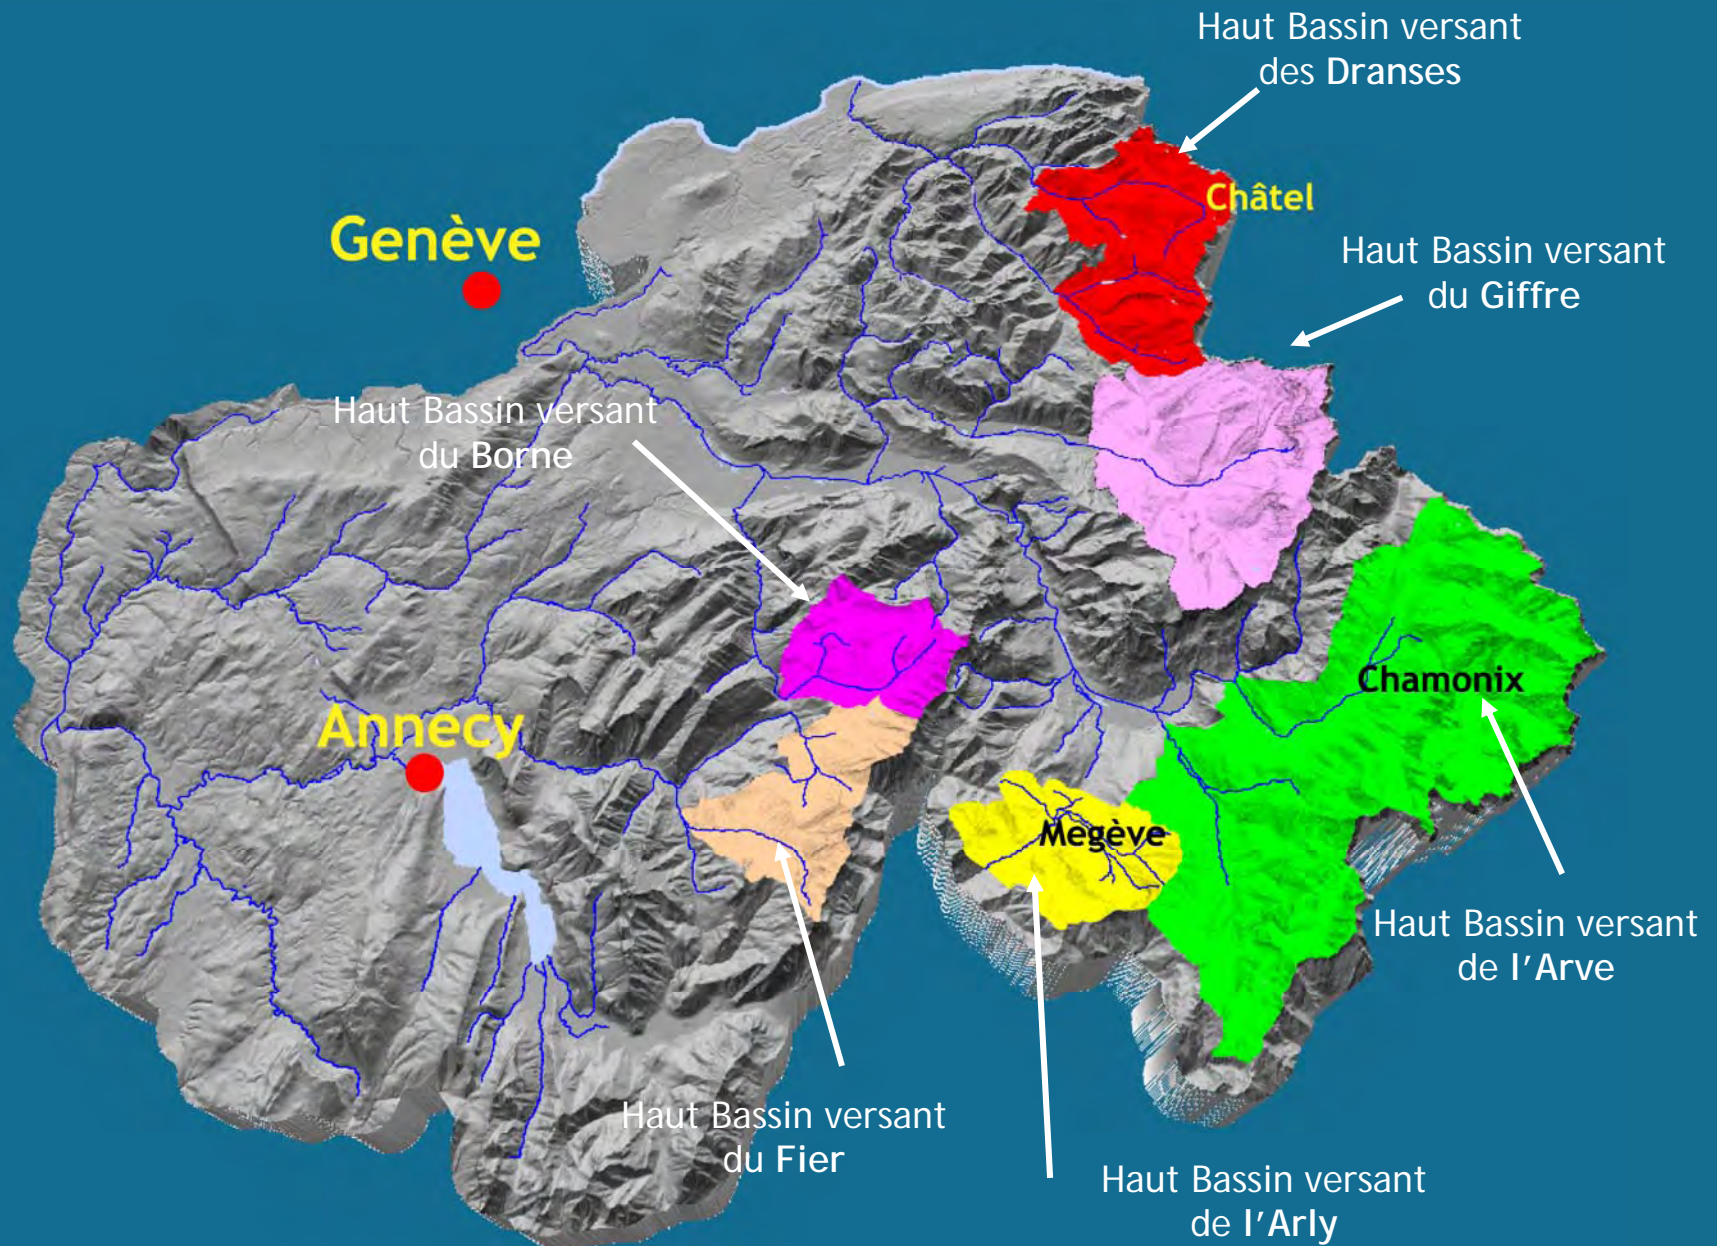 Haut Bassin versant
des Dranses
Châtel
Genève
Haut Bassin versant
du Giffre
Haut Bassin versant
du Borne
Chamonix
Annecy
Megève
Haut Bassin versant
de l'Arve
Haut Bassin versant
du Fier
Haut Bassin versant
de l'Arly